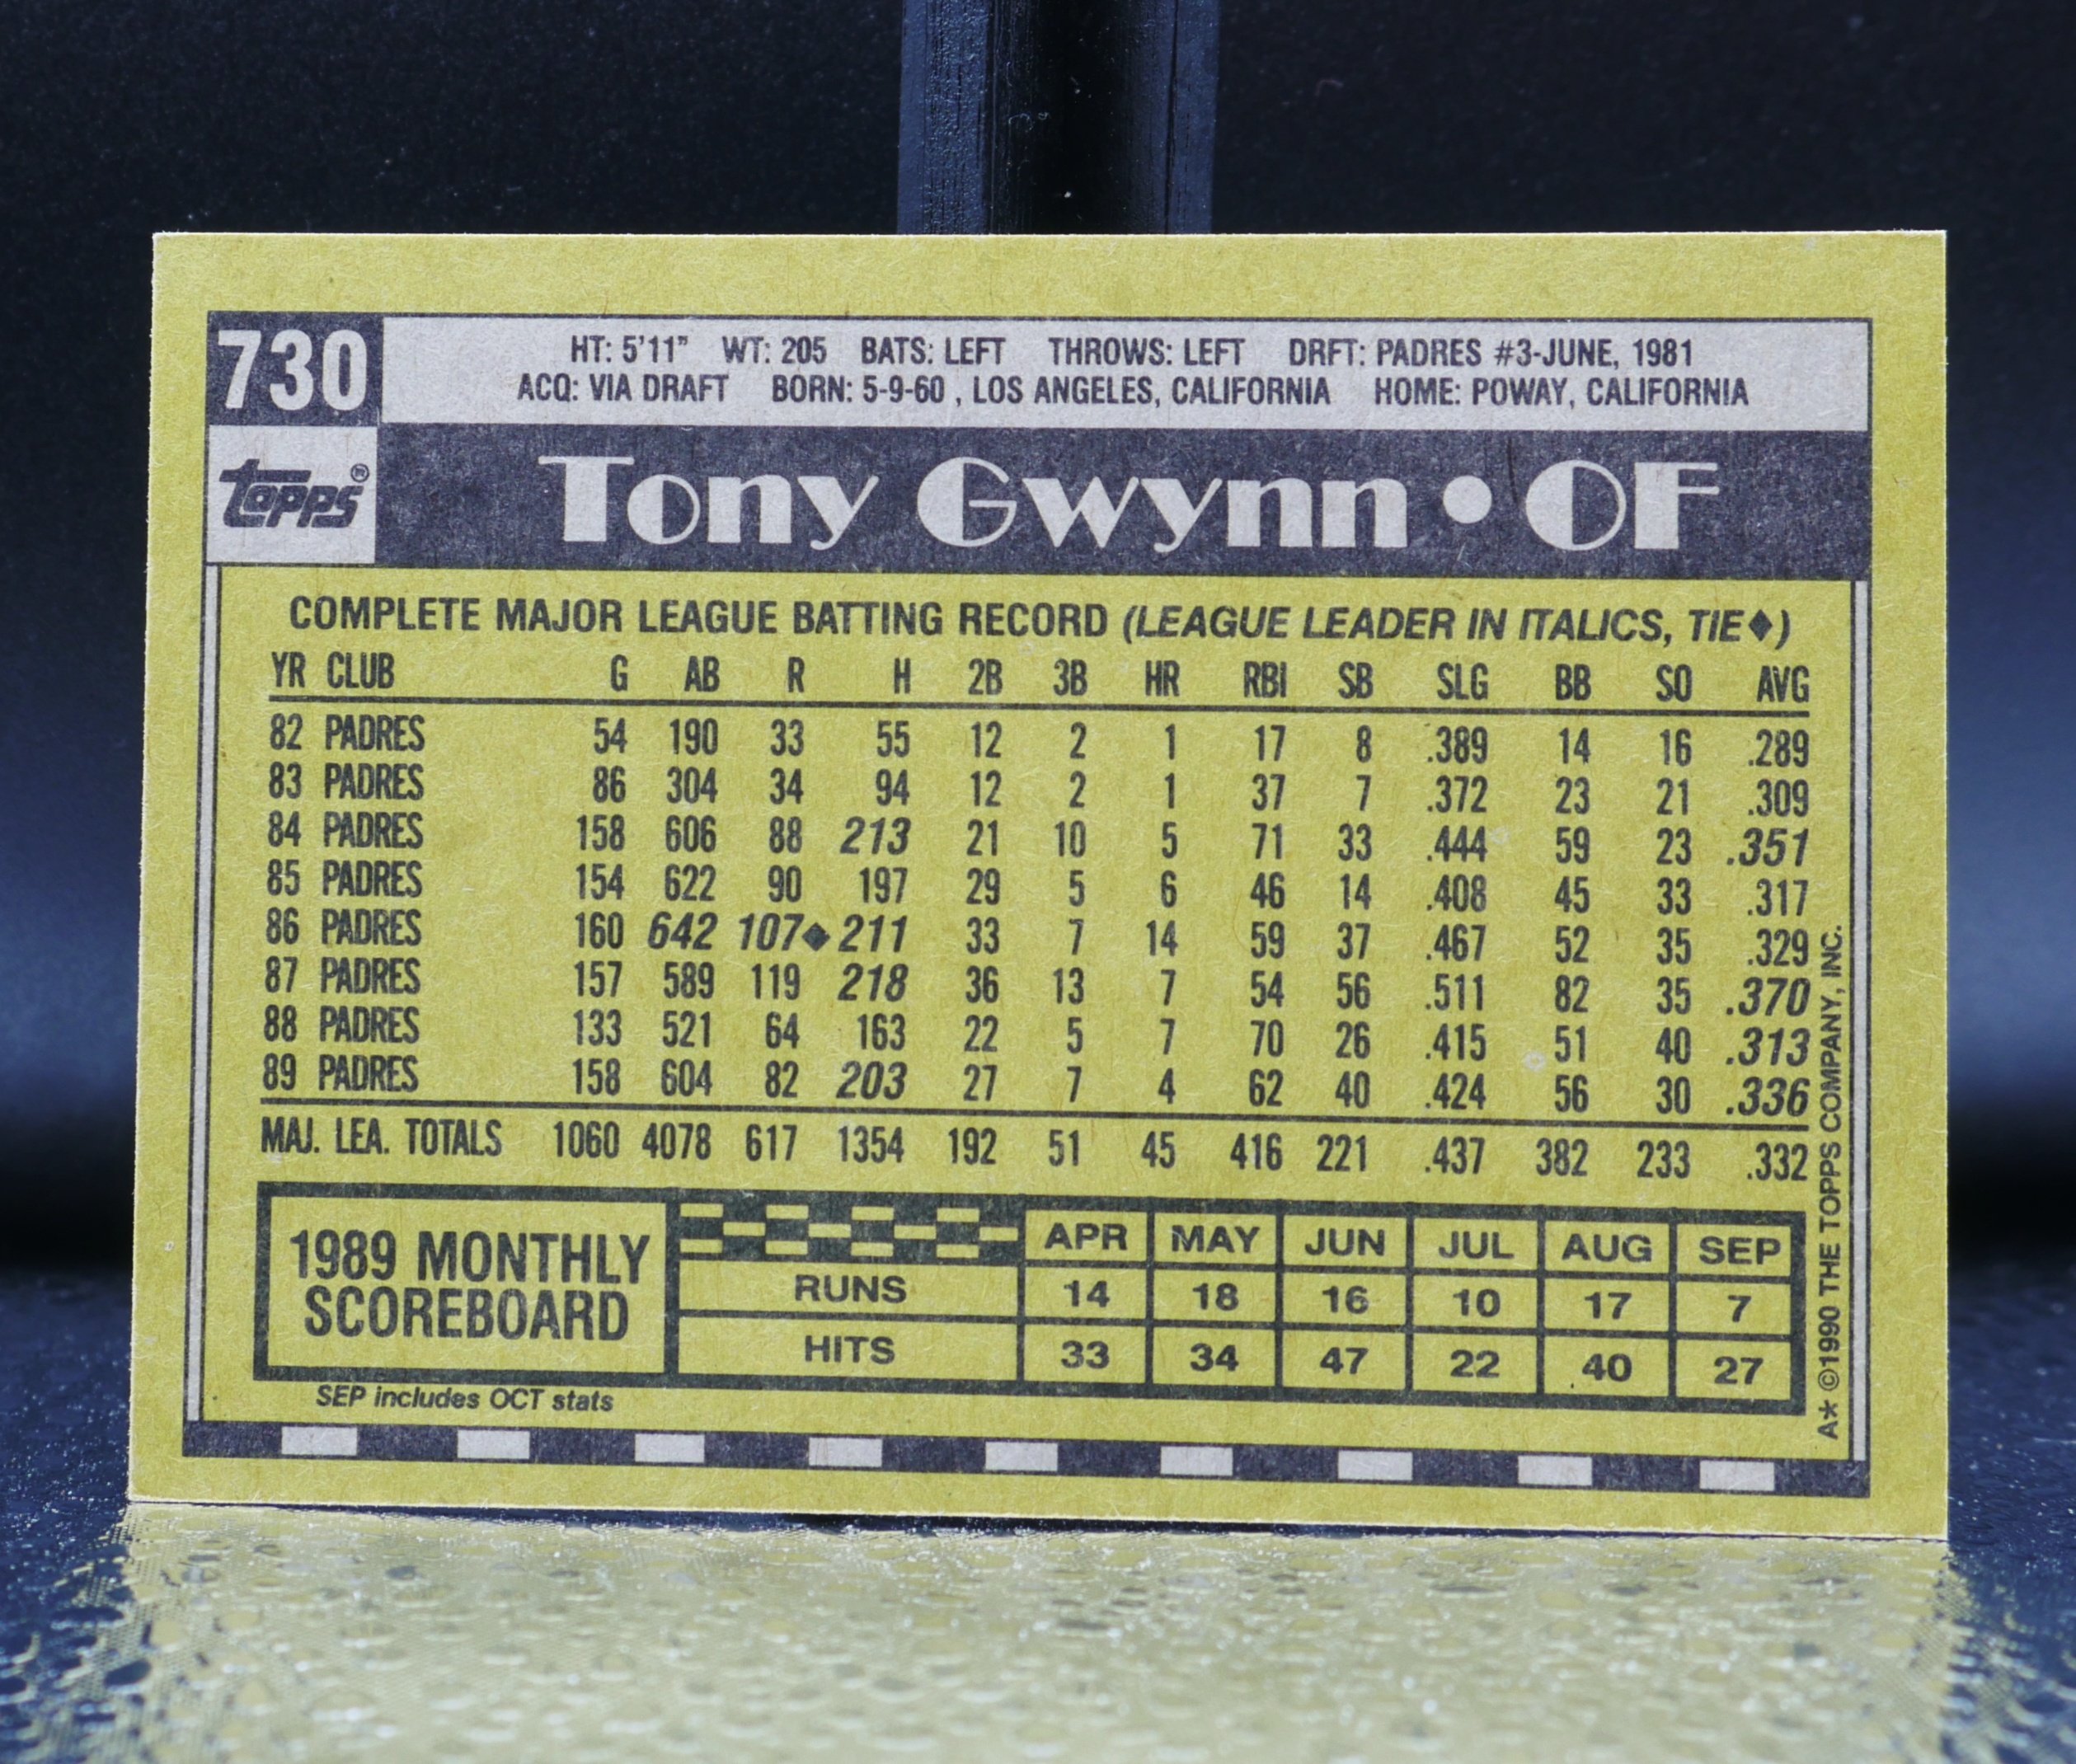 730
HT: 5'11" WT: 205 BATS: LEFT THROWS: LEFT DRFT: PADRES #3-JUNE, 1981
ACQ: VIA DRAFT BORN: 5-9-60 , LOS ANGELES, CALIFORNIA HOME: POWAY, CALIFORNIA
topps®
Tony Gwynn • OF
COMPLETE MAJOR LEAGUE BATTING RECORD (LEAGUE LEADER IN ITALICS, TIE♦)
YR CLUB G AB R H 2B 3B HR RBI SB SLG BB SO AVG
82 PADRES 54 190 33 55 12 2 1 17 8 .389 14 16 .289
83 PADRES 86 304 34 94 12 2 1 37 7 .372 23 21 .309
84 PADRES 158 606 88 213 21 10 5 71 33 .444 59 23 .351
85 PADRES 154 622 90 197 29 5 6 46 14 .408 45 33 .317
86 PADRES 160 642 107♦ 211 33 7 14 59 37 .467 52 35 .329
87 PADRES 157 589 119 218 36 13 7 54 56 .511 82 35 .370
88 PADRES 133 521 64 163 22 5 7 70 26 .415 51 40 .313
89 PADRES 158 604 82 203 27 7 4 62 40 .424 56 30 .336
MAJ. LEA. TOTALS 1060 4078 617 1354 192 51 45 416 221 .437 382 233 .332
1989 MONTHLY
SCOREBOARD
APR MAY JUN JUL AUG SEP
RUNS 14 18 16 10 17 7
HITS 33 34 47 22 40 27
SEP includes OCT stats
A* ©1990 THE TOPPS COMPANY, INC.